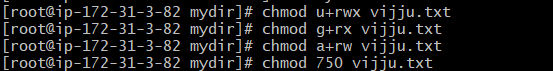 [root@ip-172-31-3-82 mydir]# chmod u+rwx vijju.txt
[root@ip-172-31-3-82 mydir]# chmod g+rx vijju.txt
[root@ip-172-31-3-82 mydir]# chmod a+rw vijju.txt
[root@ip-172-31-3-82 mydir]# chmod 750 vijju.txt